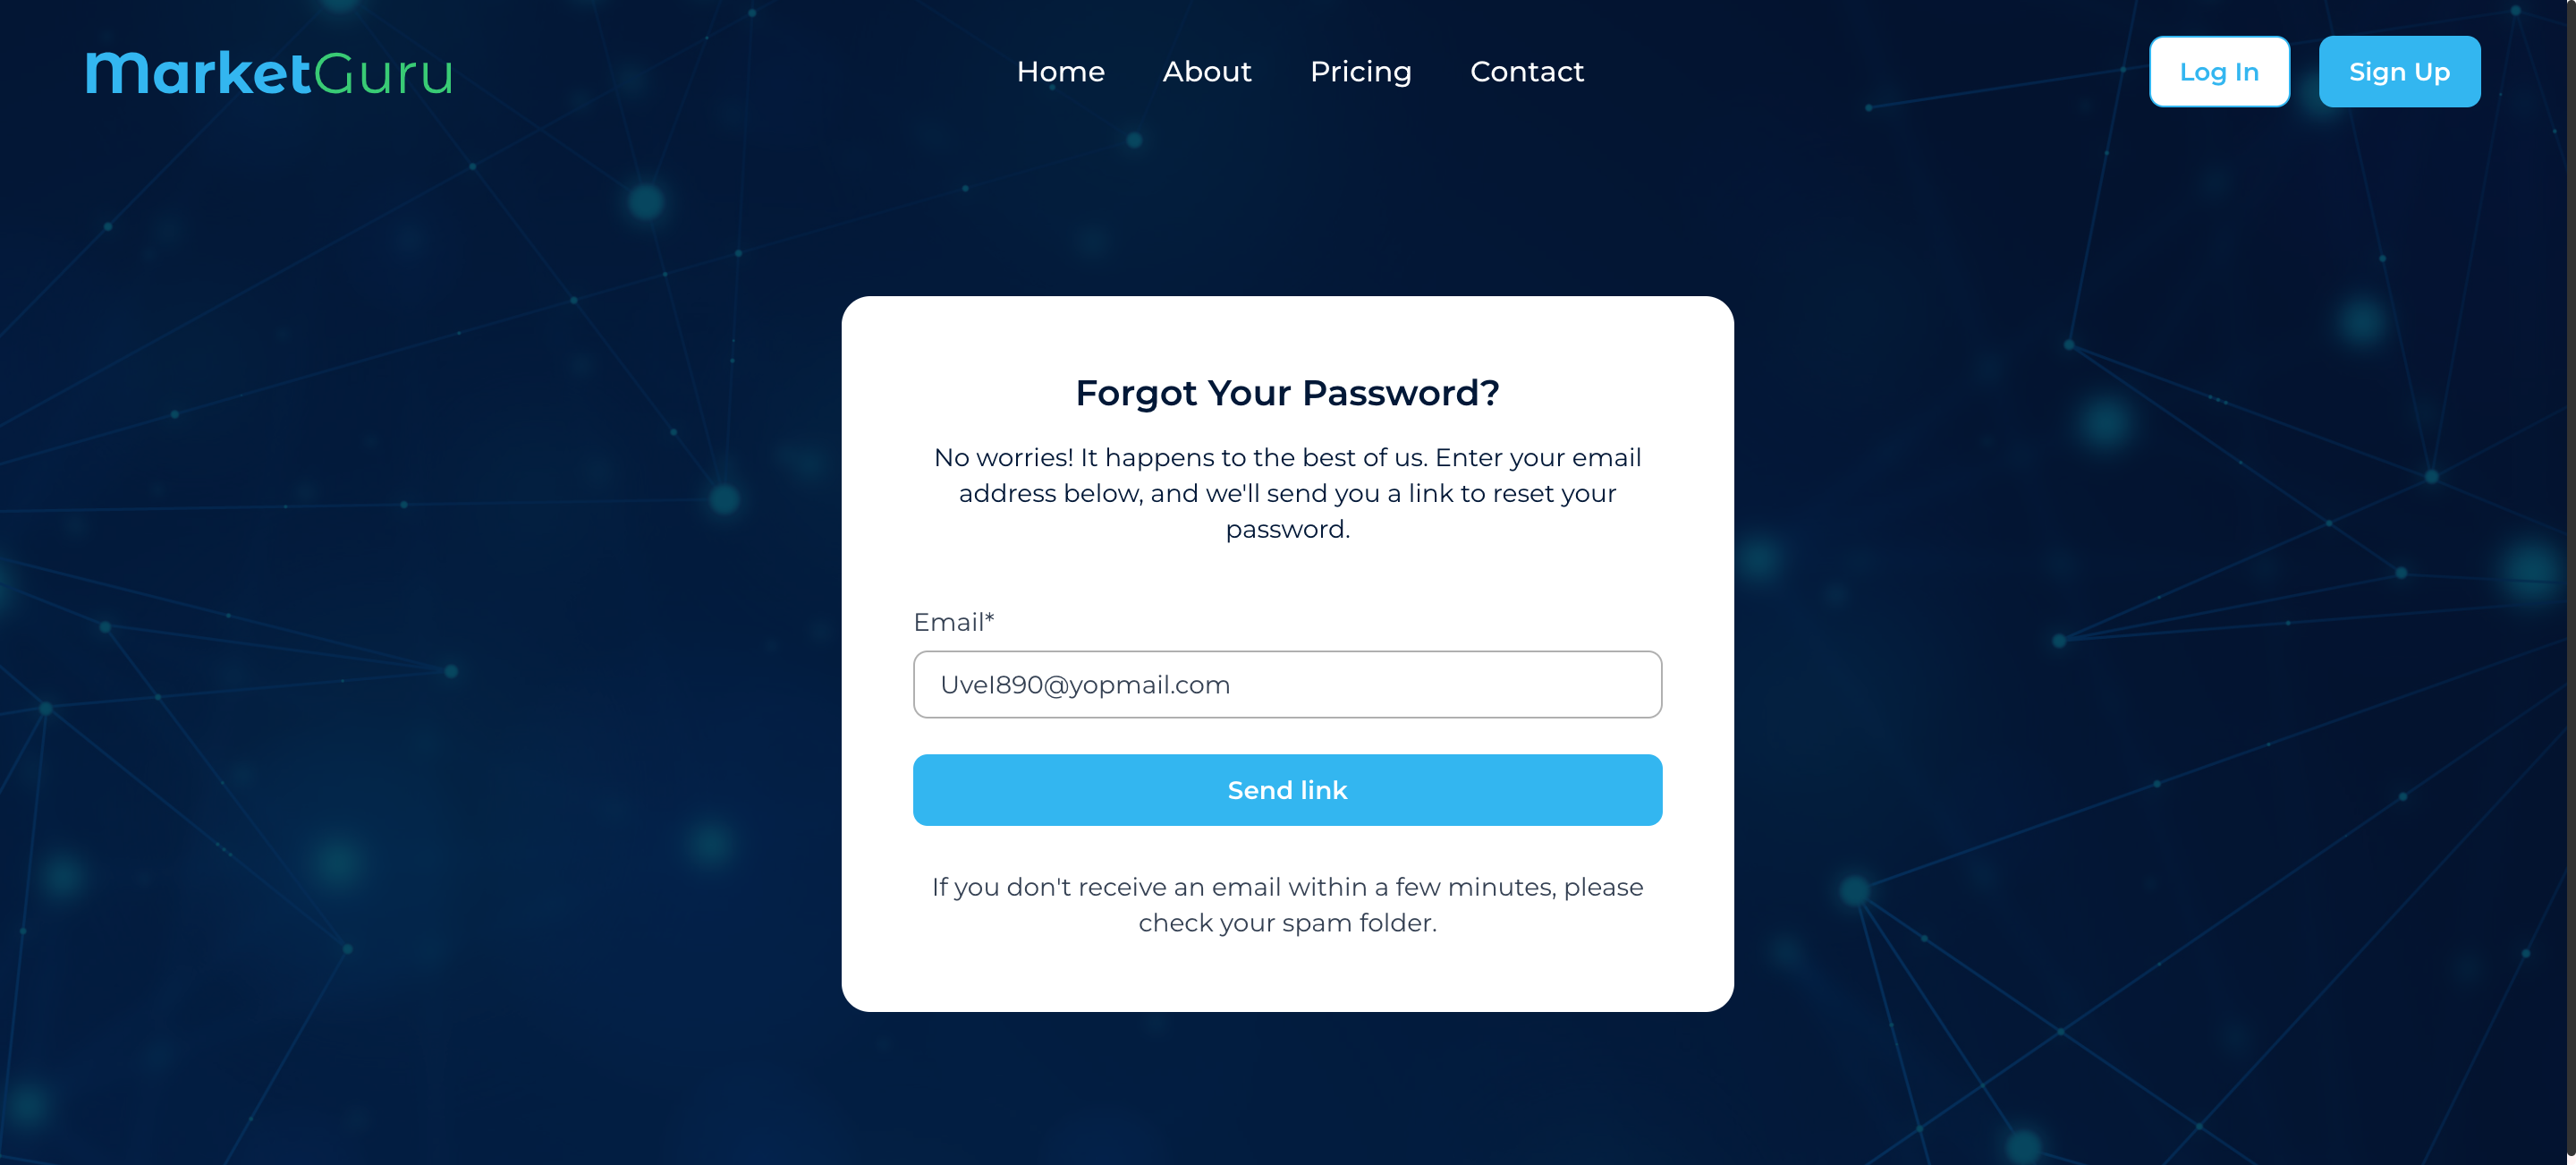 marketGuru
Home
About
Pricing
Contact
Log In
Sign Up
Forgot Your Password?
No worries! It happens to the best of us. Enter your email
address below, and we'll send you a link to reset your
password.
Email*
Uvel890@yopmail.com
Send link
If you don't receive an email within a few minutes, please
check your spam folder.